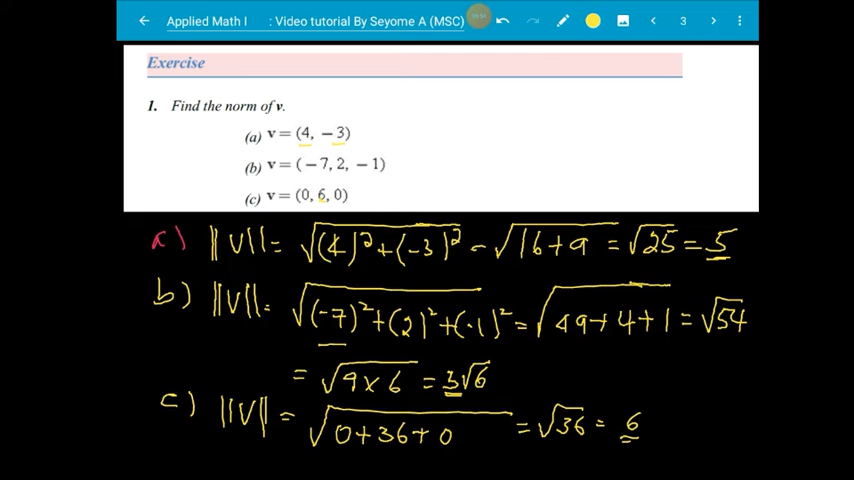 Applied Math I : Video tutorial By Seyome A (MSC) 3
Exercise
1. Find the norm of v.
(a) v = (4, −3)
(b) v = (−7, 2, −1)
(c) v = (0, 6, 0)
a) ||V|| = √(4)²+(-3)² = √16+9 = √25 = 5
b) ||V|| = √(-7)²+(2)²+(-1)² = √49+4+1 = √54
= √9×6 = 3√6
c) ||V|| = √0+36+0 = √36 = 6